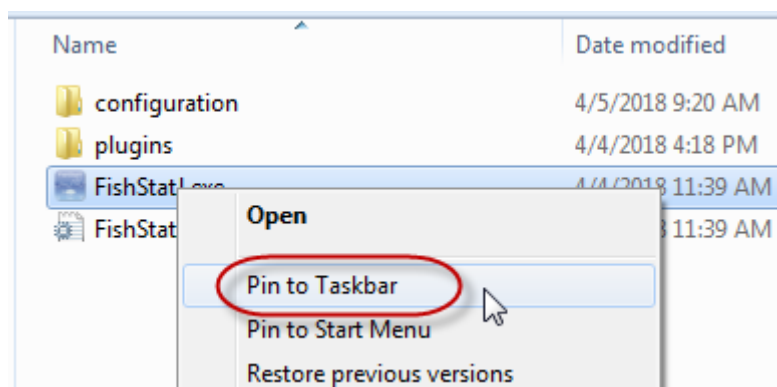 Name Date modified
configuration 4/5/2018 9:20 AM
plugins 4/4/2018 4:18 PM
4/4/2018 11:39 AM
FishStat 11:39 AM
Open
Pin to Taskbar
Pin to Start Menu
Restore previous versions